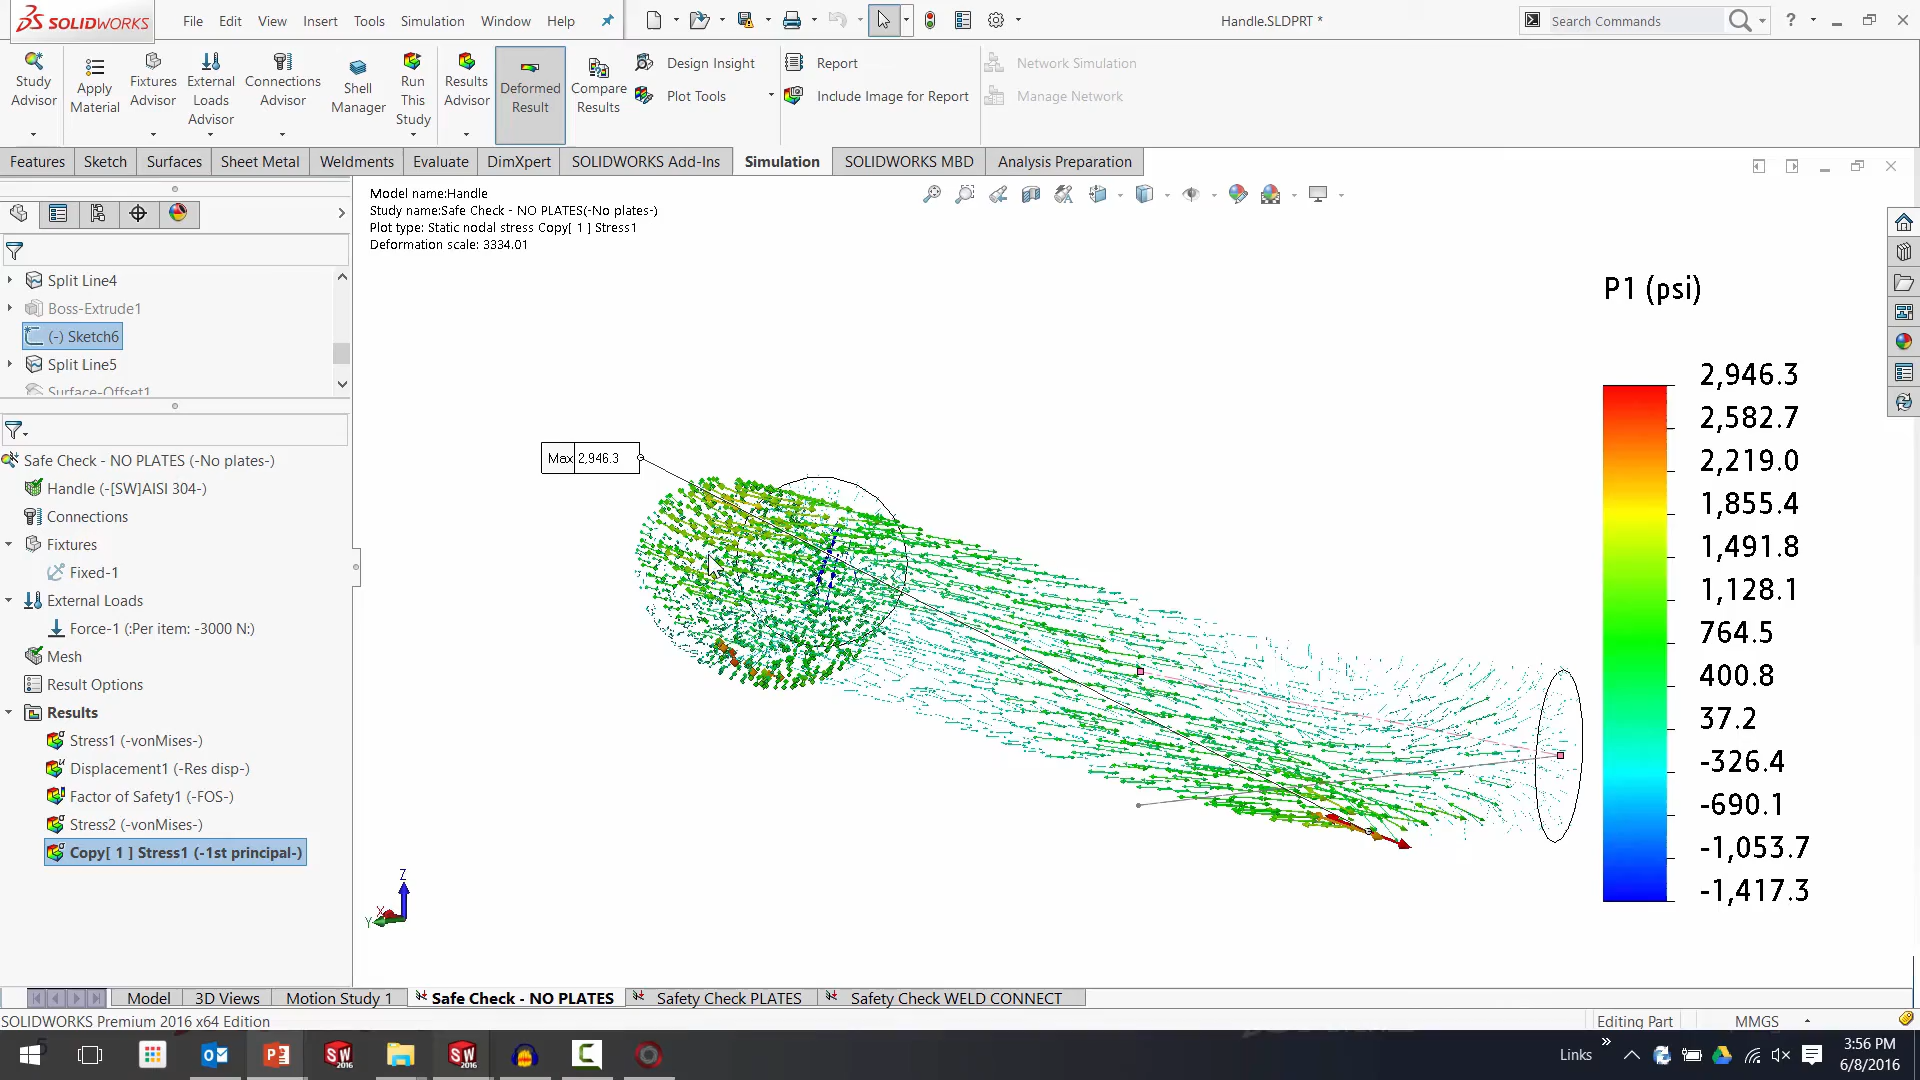 SOLIDWORKS
File Edit View Insert Tools Simulation Window Help
Handle.SLDPRT *
Search Commands
Study Advisor
Apply Material
Fixtures Advisor
External Loads Advisor
Connections Advisor
Shell Manager
Run This Study
Results Advisor
Deformed Result
Compare Results
Design Insight
Plot Tools
Report
Include Image for Report
Network Simulation
Manage Network
Features Sketch Surfaces Sheet Metal Weldments Evaluate DimXpert SOLIDWORKS Add-Ins Simulation SOLIDWORKS MBD Analysis Preparation
Model name:Handle
Study name:Safe Check - NO PLATES(-No plates-)
Plot type: Static nodal stress Copy[ 1 ] Stress1
Deformation scale: 3334.01
Split Line4
Boss-Extrude1
(-) Sketch6
Split Line5
Surface-Offset1
Safe Check - NO PLATES (-No plates-)
Handle (-[SW]AISI 304-)
Connections
Fixtures
Fixed-1
External Loads
Force-1 (:Per item: -3000 N:)
Mesh
Result Options
Results
Stress1 (-vonMises-)
Displacement1 (-Res disp-)
Factor of Safety1 (-FOS-)
Stress2 (-vonMises-)
Copy[ 1 ] Stress1 (-1st principal-)
Max 2,946.3
P1 (psi)
2,946.3
2,582.7
2,219.0
1,855.4
1,491.8
1,128.1
764.5
400.8
37.2
-326.4
-690.1
-1,053.7
-1,417.3
Z
X
Y
Model 3D Views Motion Study 1 Safe Check - NO PLATES Safety Check PLATES Safety Check WELD CONNECT
SOLIDWORKS Premium 2016 x64 Edition
Editing Part MMGS
Links
3:56 PM
6/8/2016